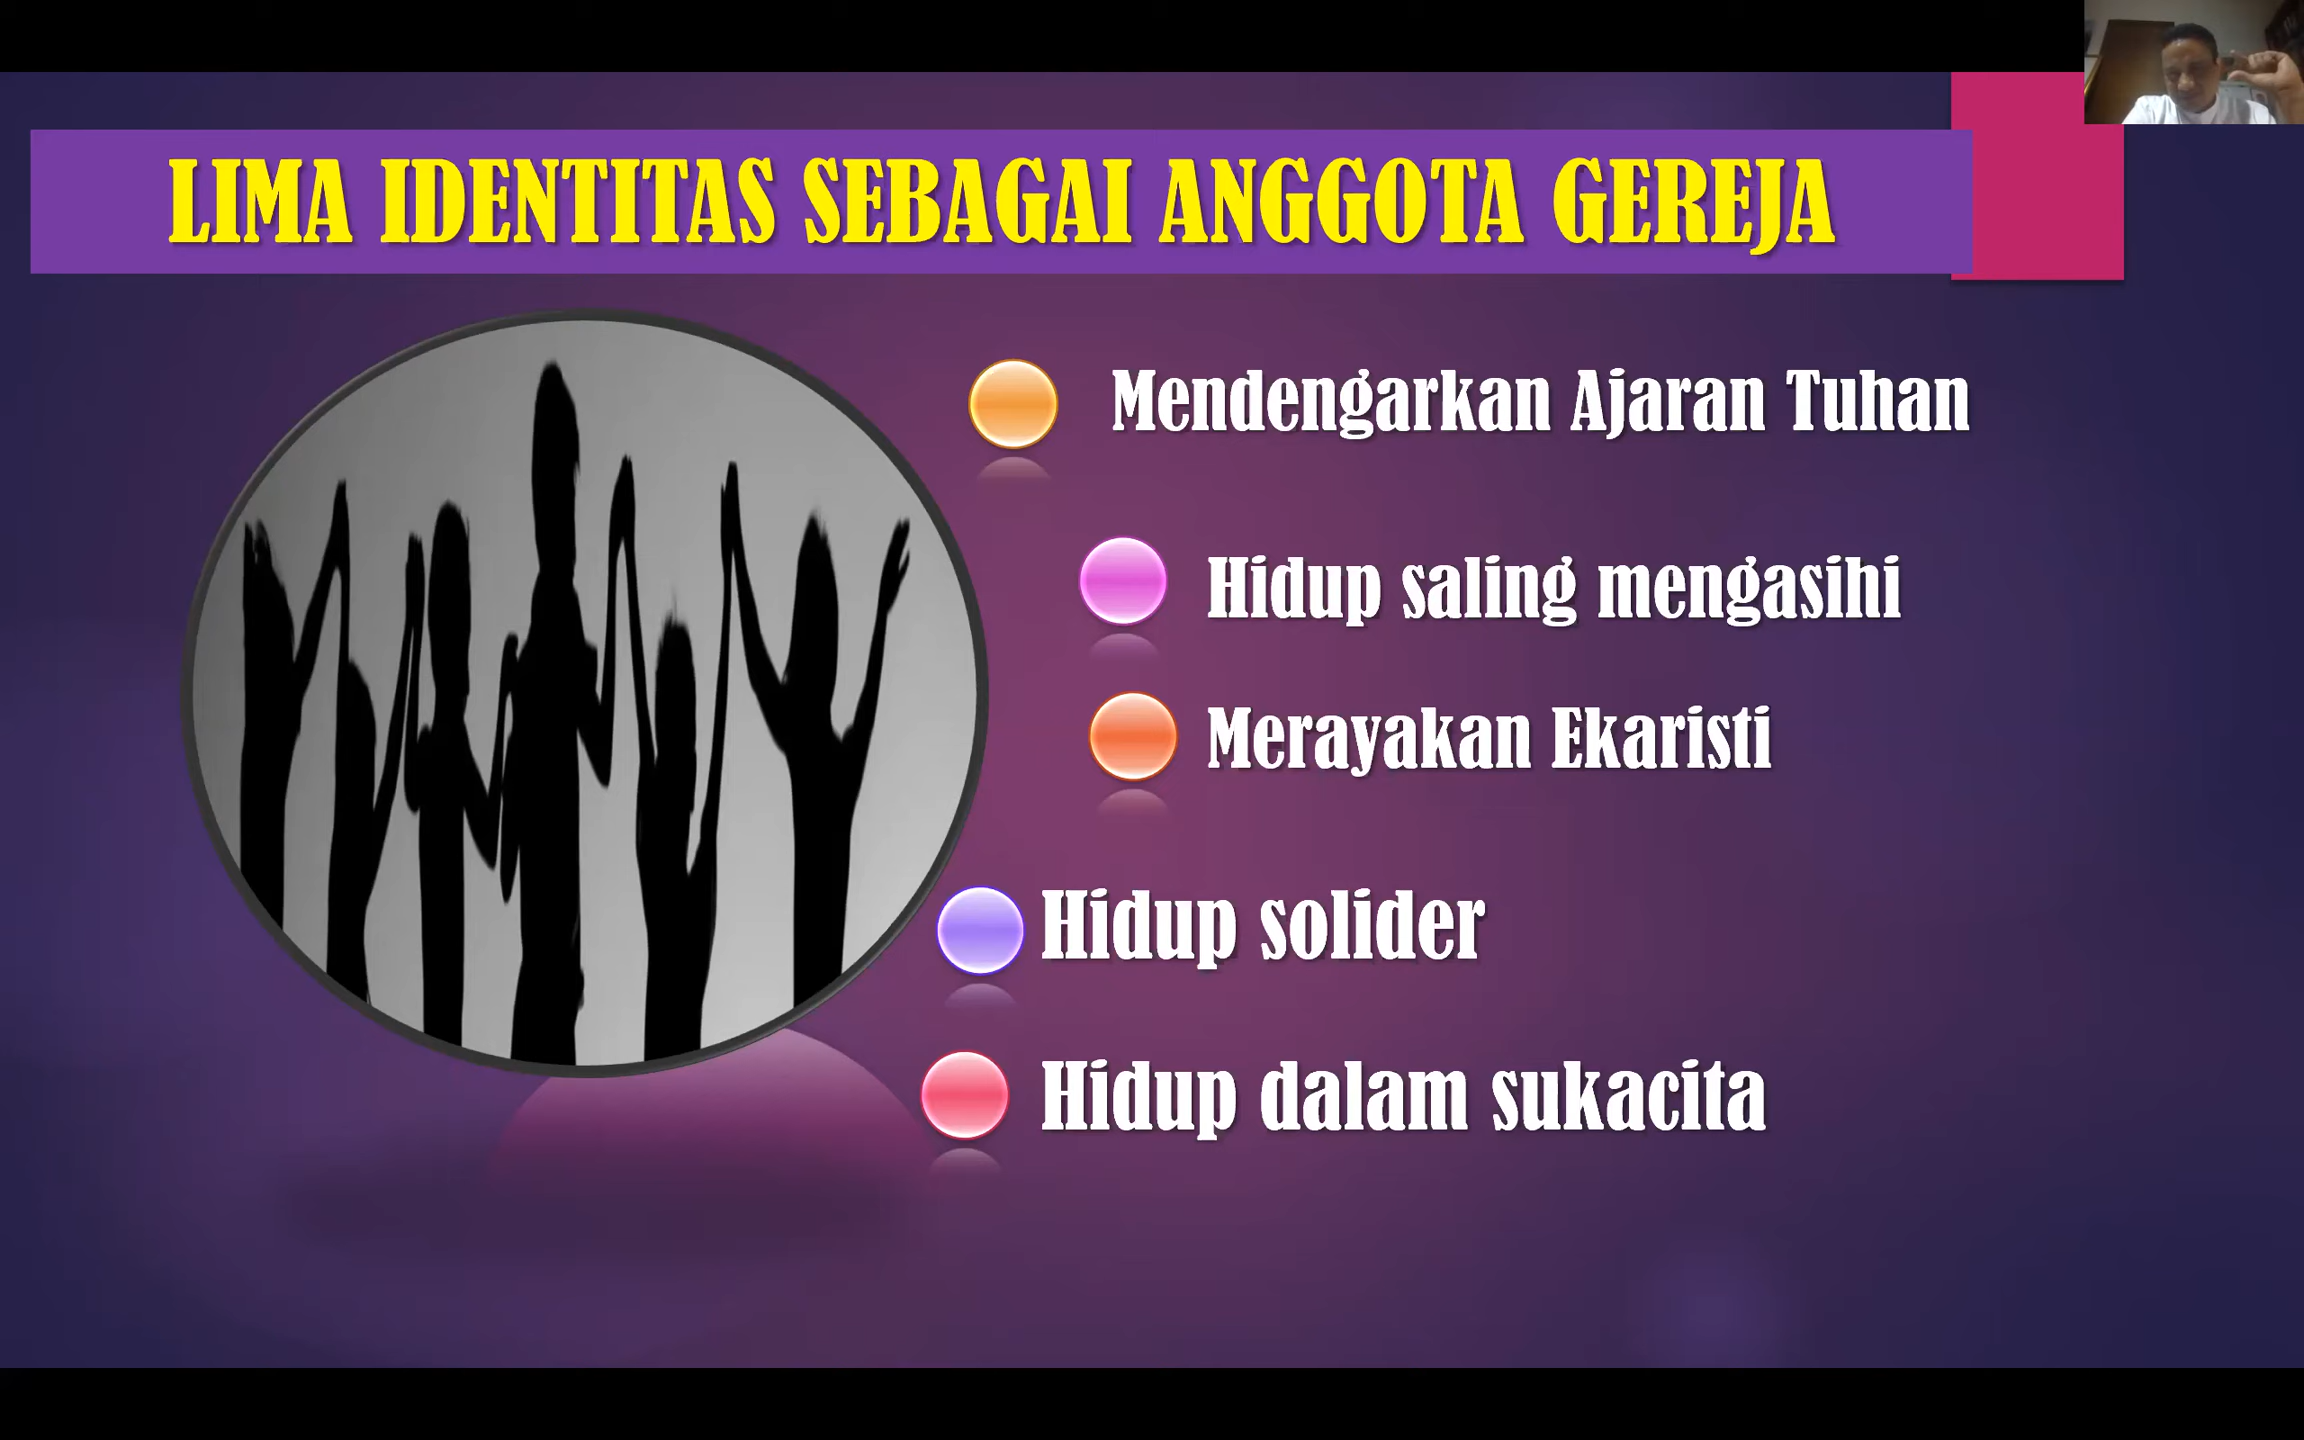 LIMA IDENTITAS SEBAGAI ANGGOTA GEREJA
Mendengarkan Ajaran Tuhan
Hidup saling mengasihi
Merayakan Ekaristi
Hidup solider
Hidup dalam sukacita